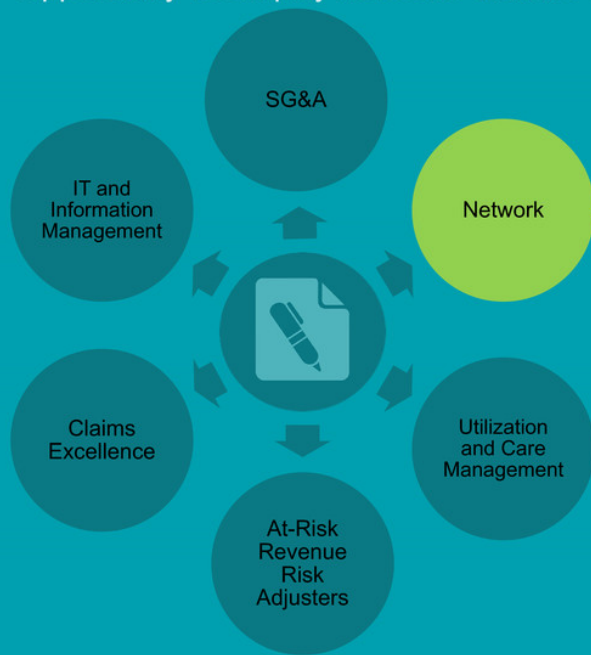 SG&A
Network
IT and
Information
Management
Utilization
and Care
Management
Claims
Excellence
At-Risk
Revenue
Risk
Adjusters